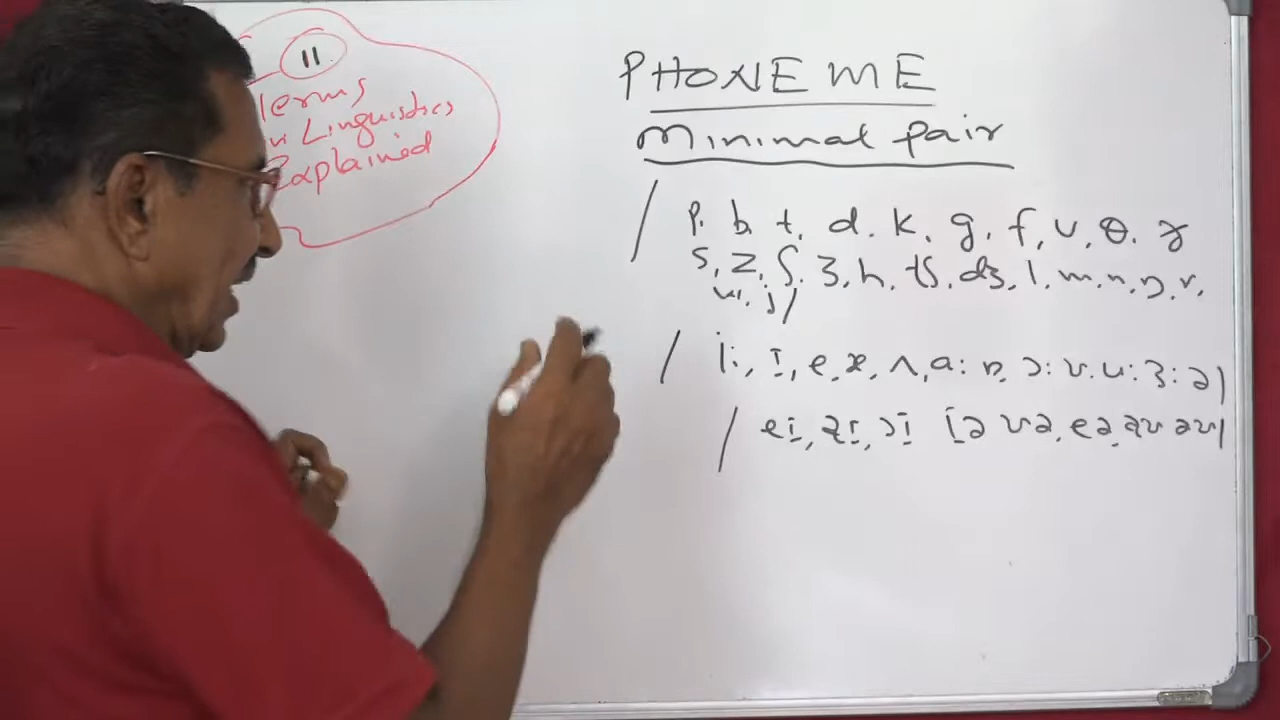 11
Terms
in Linguistics
Explained
PHONEME
Minimal pair
/ p, b, t, d, k, g, f, v, θ, ð
s, z, ʃ, ʒ, h, tʃ, dʒ, l, m, n, ŋ, r,
w, j /
/ i:, ɪ, e, æ, ʌ, ɑ: ɒ, ɔ: ʊ, u: ɜ: ə /
/ eɪ, aɪ, ɔɪ ɪə ʊə, eə, aʊ əʊ /